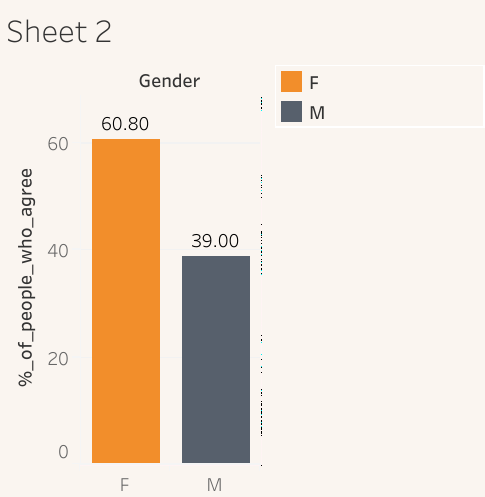 Sheet 2
Gender
F
M
60.80
39.00
60
40
20
0
%_of_people_who_agree
F
M